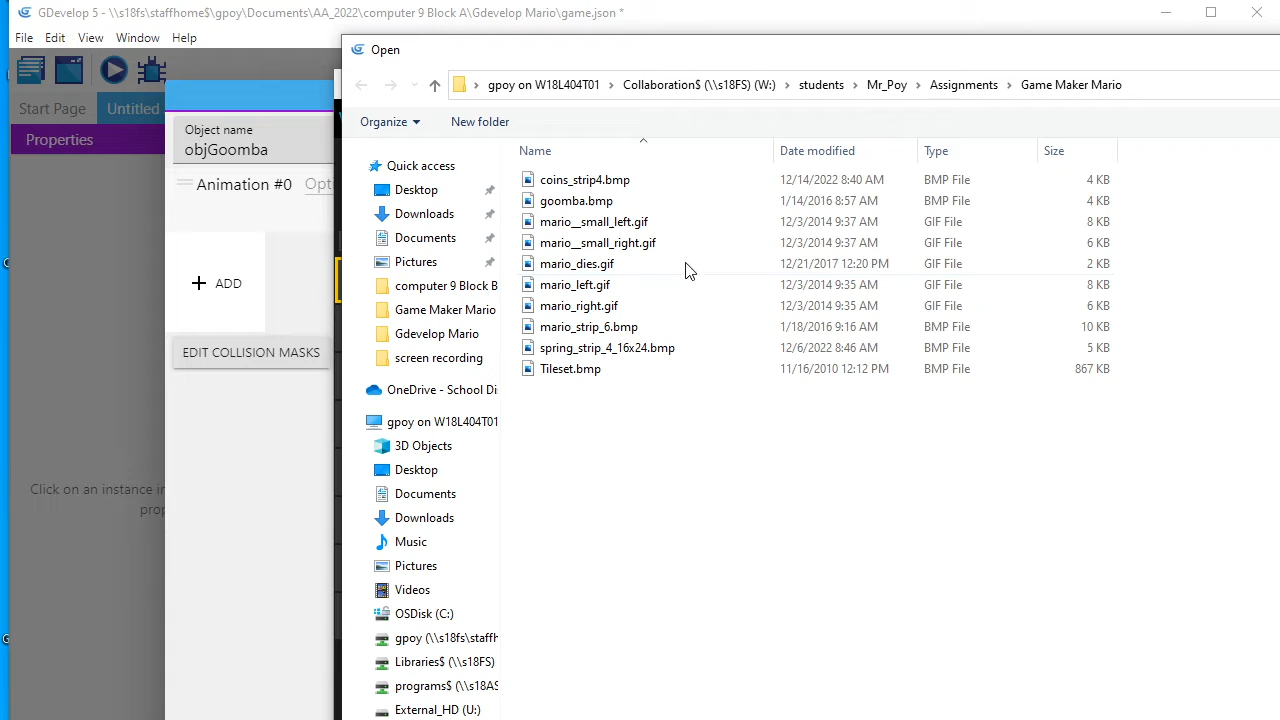 GDevelop 5 - \\s18fs\staffhome$\gpoy\Documents\AA_2022\computer 9 Block A\Gdevelop Mario\game.json *
File Edit View Window Help
Start Page Untitled
Properties
Click on an instance in
prop
Object name
objGoomba
Animation #0 Opti
ADD
EDIT COLLISION MASKS
Open
gpoy on W18L404T01 Collaboration$ (\\s18FS) (W:) students Mr_Poy Assignments Game Maker Mario
Organize New folder
Name Date modified Type Size
coins_strip4.bmp 12/14/2022 8:40 AM BMP File 4 KB
goomba.bmp 1/14/2016 8:57 AM BMP File 4 KB
mario__small_left.gif 12/3/2014 9:37 AM GIF File 8 KB
mario__small_right.gif 12/3/2014 9:37 AM GIF File 6 KB
mario_dies.gif 12/21/2017 12:20 PM GIF File 2 KB
mario_left.gif 12/3/2014 9:35 AM GIF File 8 KB
mario_right.gif 12/3/2014 9:35 AM GIF File 6 KB
mario_strip_6.bmp 1/18/2016 9:16 AM BMP File 10 KB
spring_strip_4_16x24.bmp 12/6/2022 8:46 AM BMP File 5 KB
Tileset.bmp 11/16/2010 12:12 PM BMP File 867 KB
Quick access
Desktop
Downloads
Documents
Pictures
computer 9 Block B
Game Maker Mario
Gdevelop Mario
screen recording
OneDrive - School Di
gpoy on W18L404T01
3D Objects
Desktop
Documents
Downloads
Music
Pictures
Videos
OSDisk (C:)
gpoy (\\s18fs\staffh
Libraries$ (\\s18FS)
programs$ (\\s18AS
External_HD (U:)